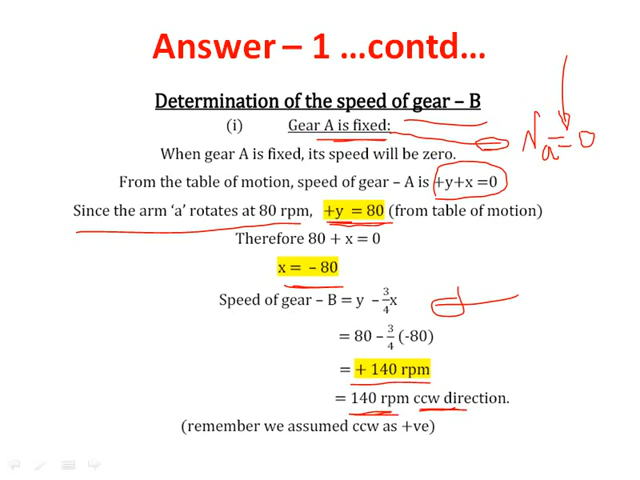 Answer – 1 …contd…
Determination of the speed of gear – B
(i) Gear A is fixed:
N a = 0
When gear A is fixed, its speed will be zero.
From the table of motion, speed of gear – A is +y+x =0
Since the arm ‘a’ rotates at 80 rpm, +y = 80 (from table of motion)
Therefore 80 + x = 0
x = – 80
Speed of gear – B = y – 3/4 x
= 80 – 3/4 (-80)
= + 140 rpm
= 140 rpm ccw direction.
(remember we assumed ccw as +ve)